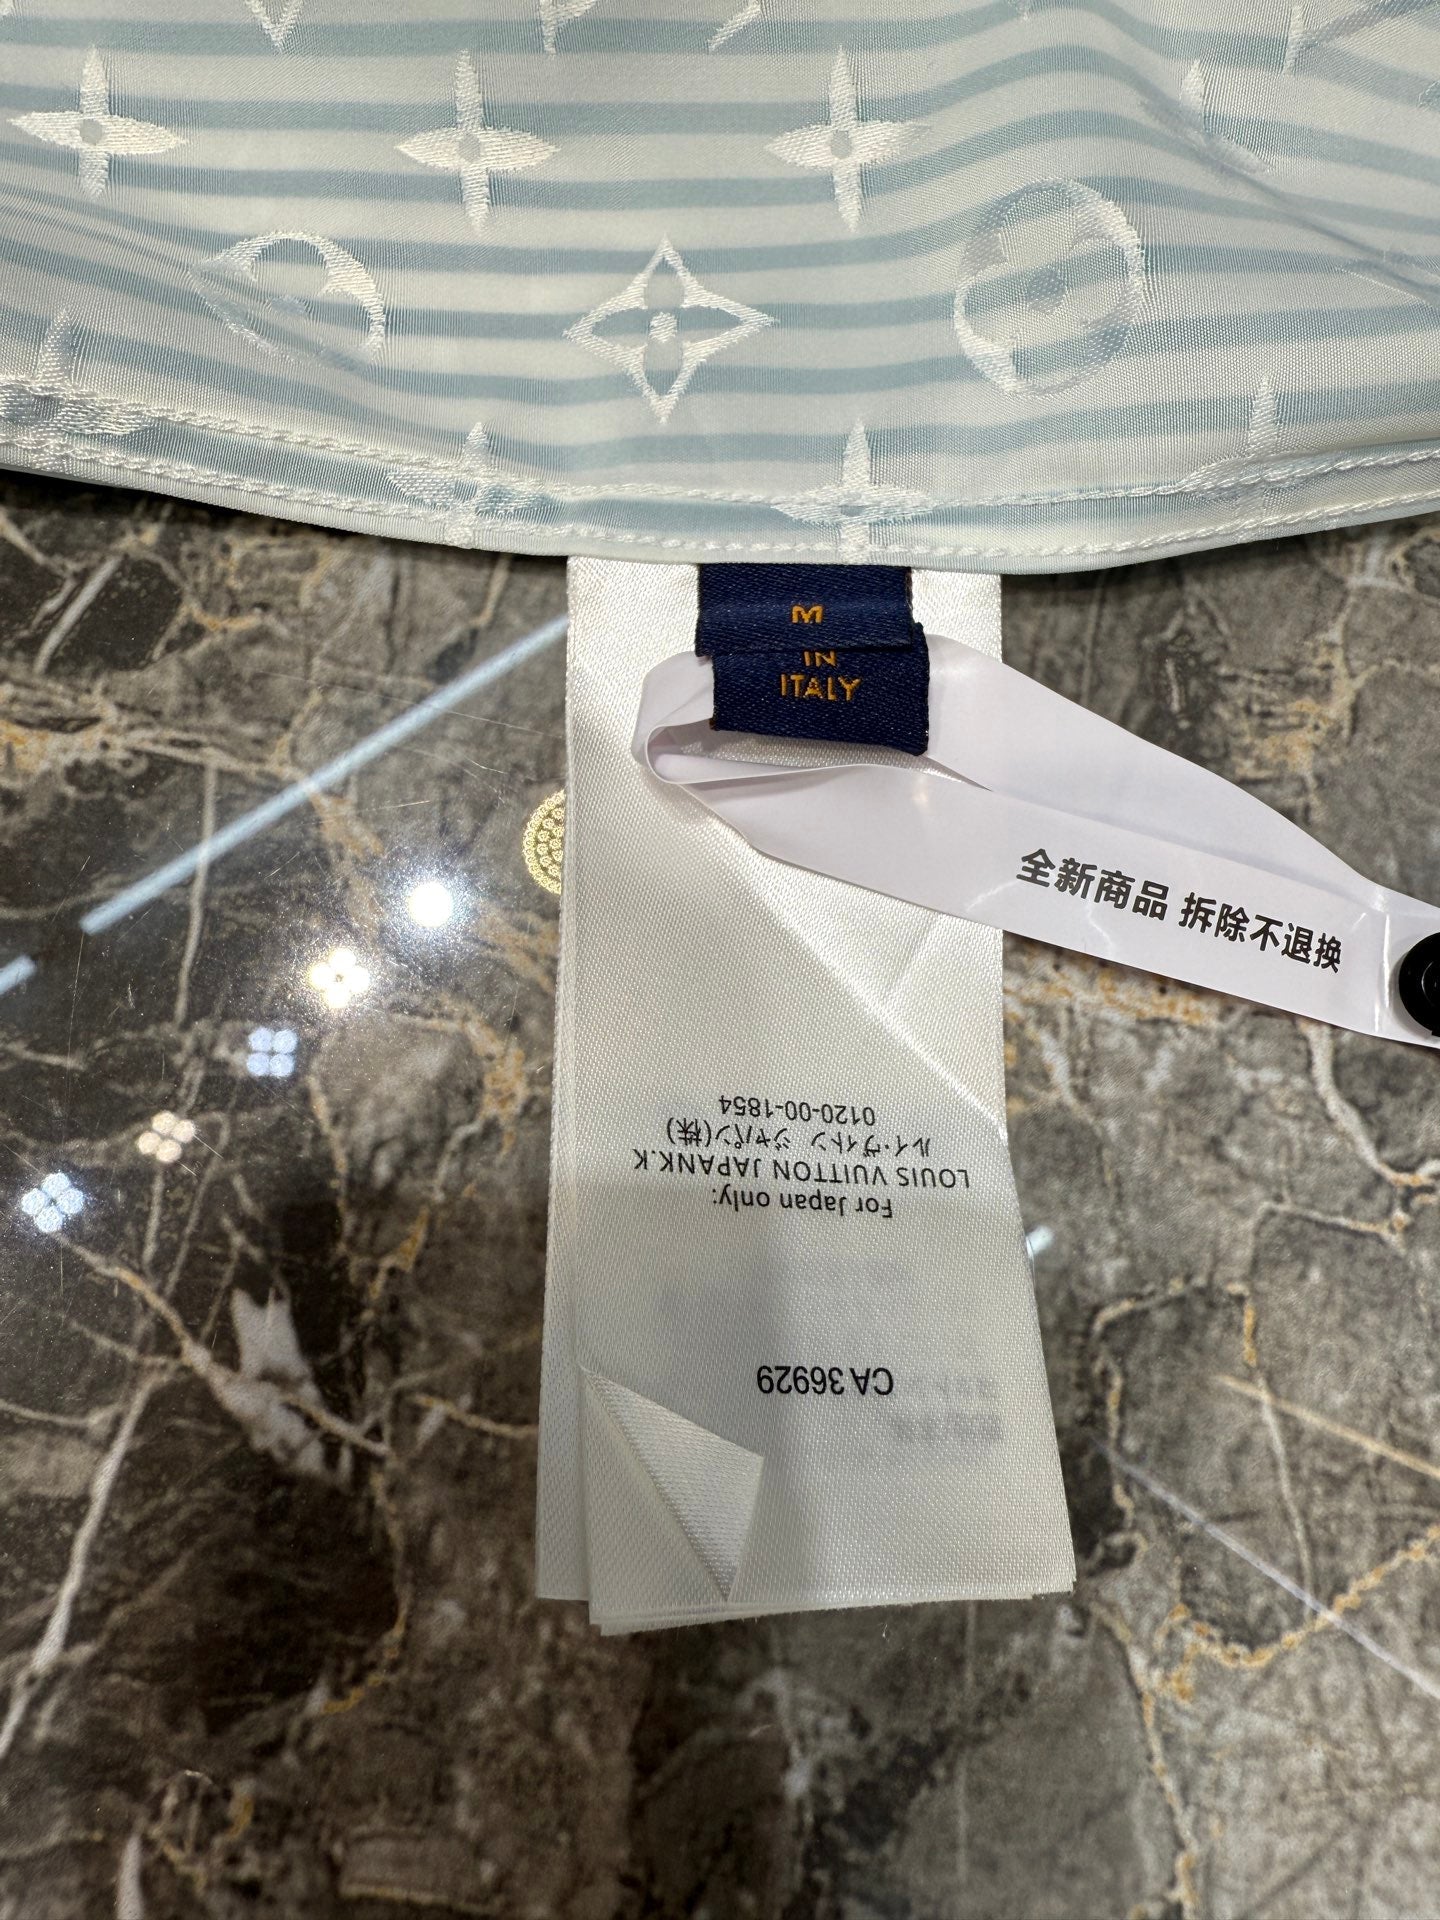 M
IN
ITALY
全新商品 拆除不退换
CA 36929
For Japan only:
LOUIS VUITTON JAPANK.K
ルイ･ヴィトン ジャパン(株)
0120-00-1854